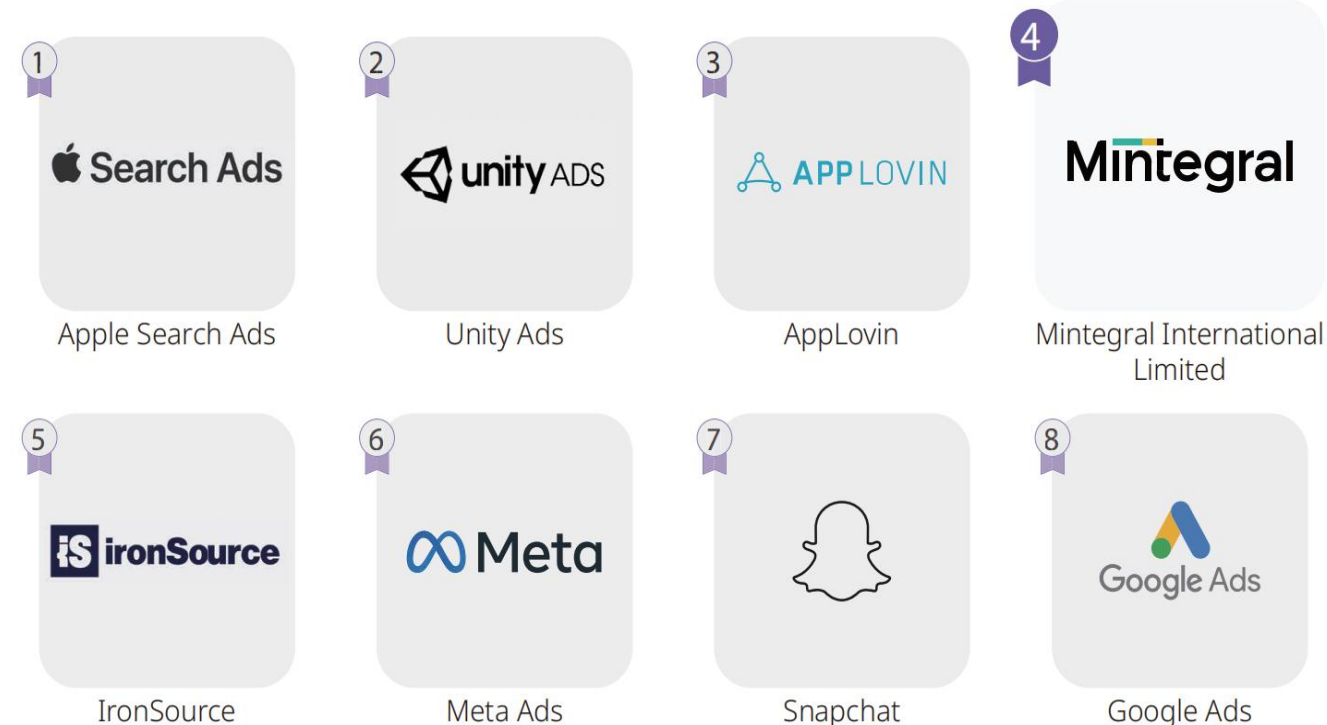 1
Search Ads
Apple Search Ads
2
unity ADS
Unity Ads
3
APPLOVIN
AppLovin
4
Mintegral
Mintegral International
Limited
5
iS ironSource
IronSource
6
Meta
Meta Ads
7
Snapchat
8
Google Ads
Google Ads